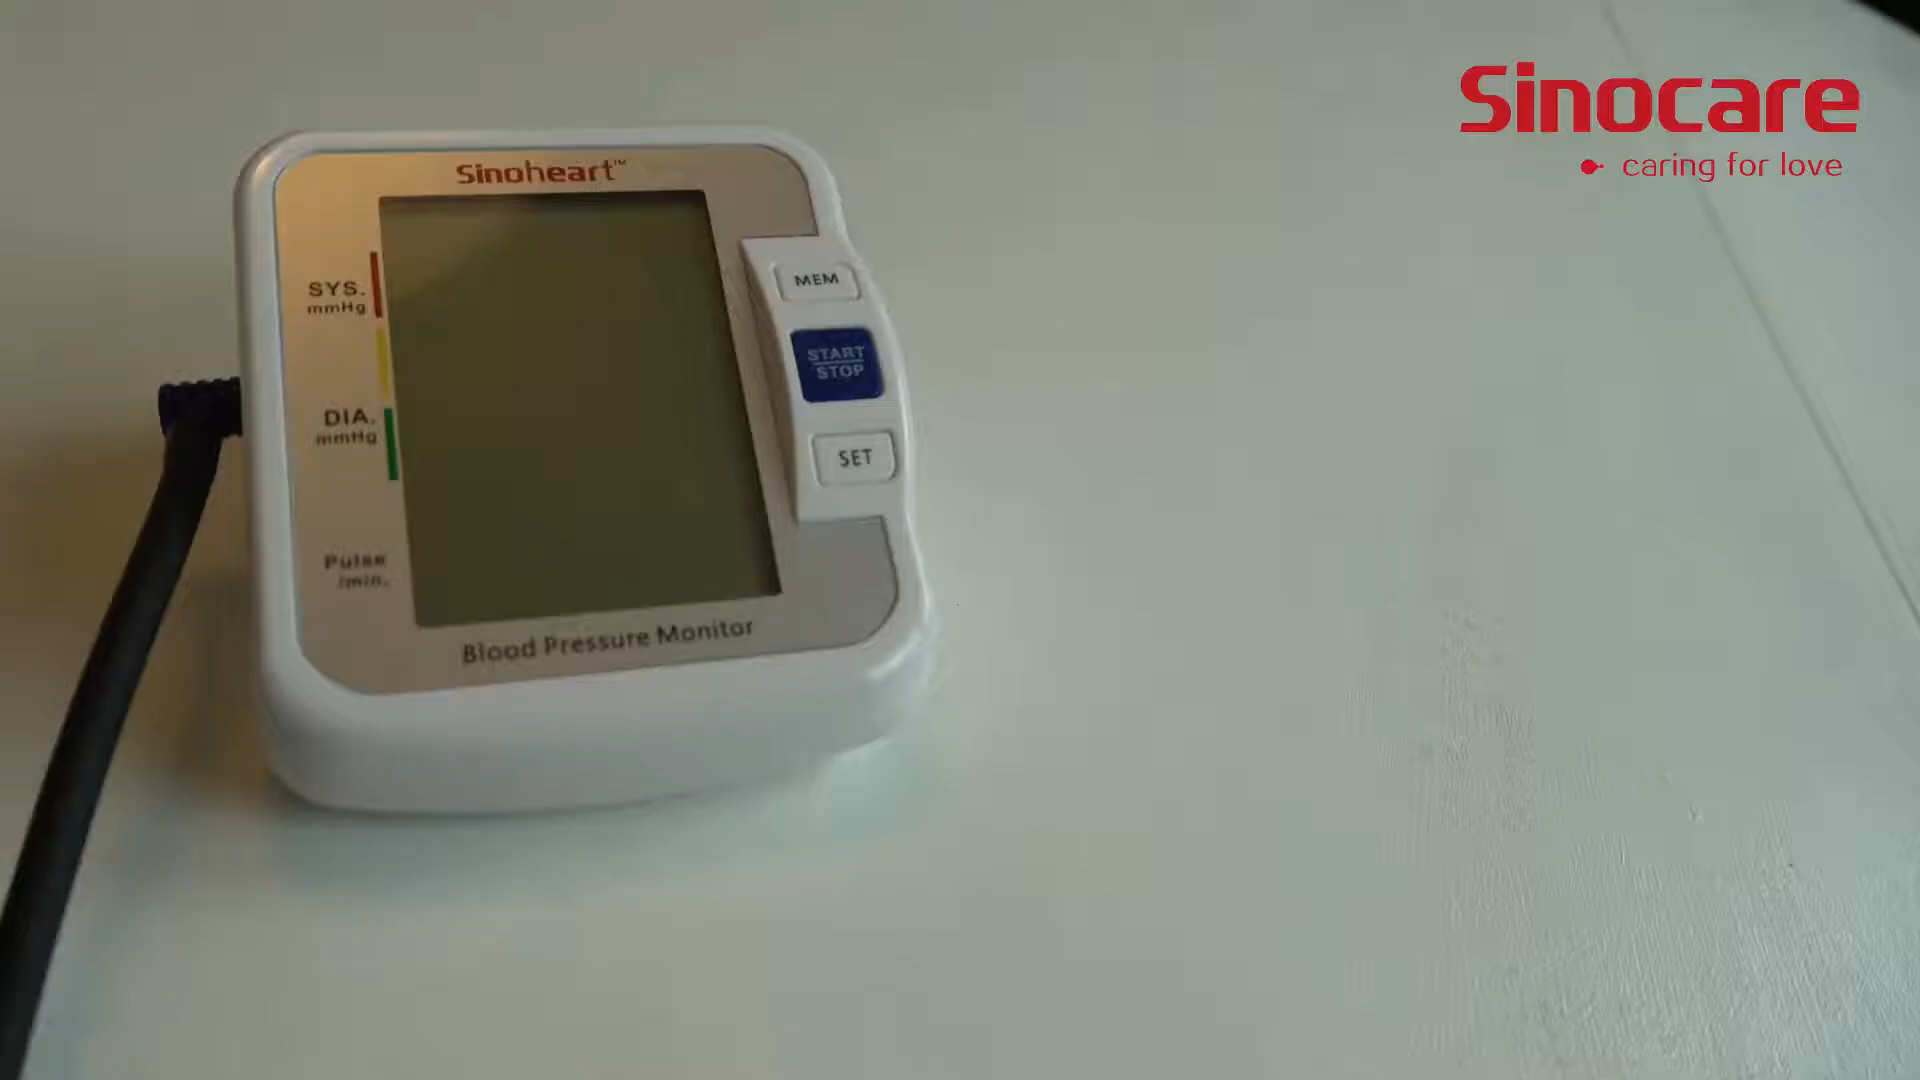 Sinocare
caring for love
Sinoheart™
SYS.
mmHg
DIA.
mmHg
Pulse
/min.
MEM
START
STOP
SET
Blood Pressure Monitor